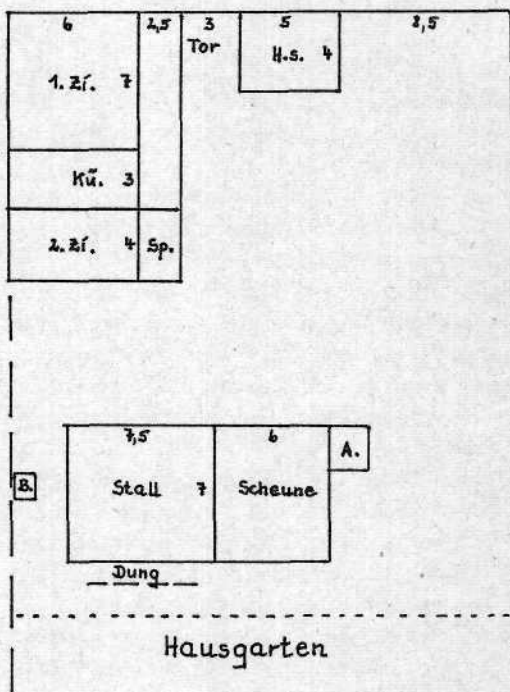 6 2,5 3 5 8,5
Tor
H.s. 4
1. Zi. 7
Kü. 3
2. Zi. 4 Sp.
7,5 6
A.
B.
Stall 7 Scheune
Dung
Hausgarten